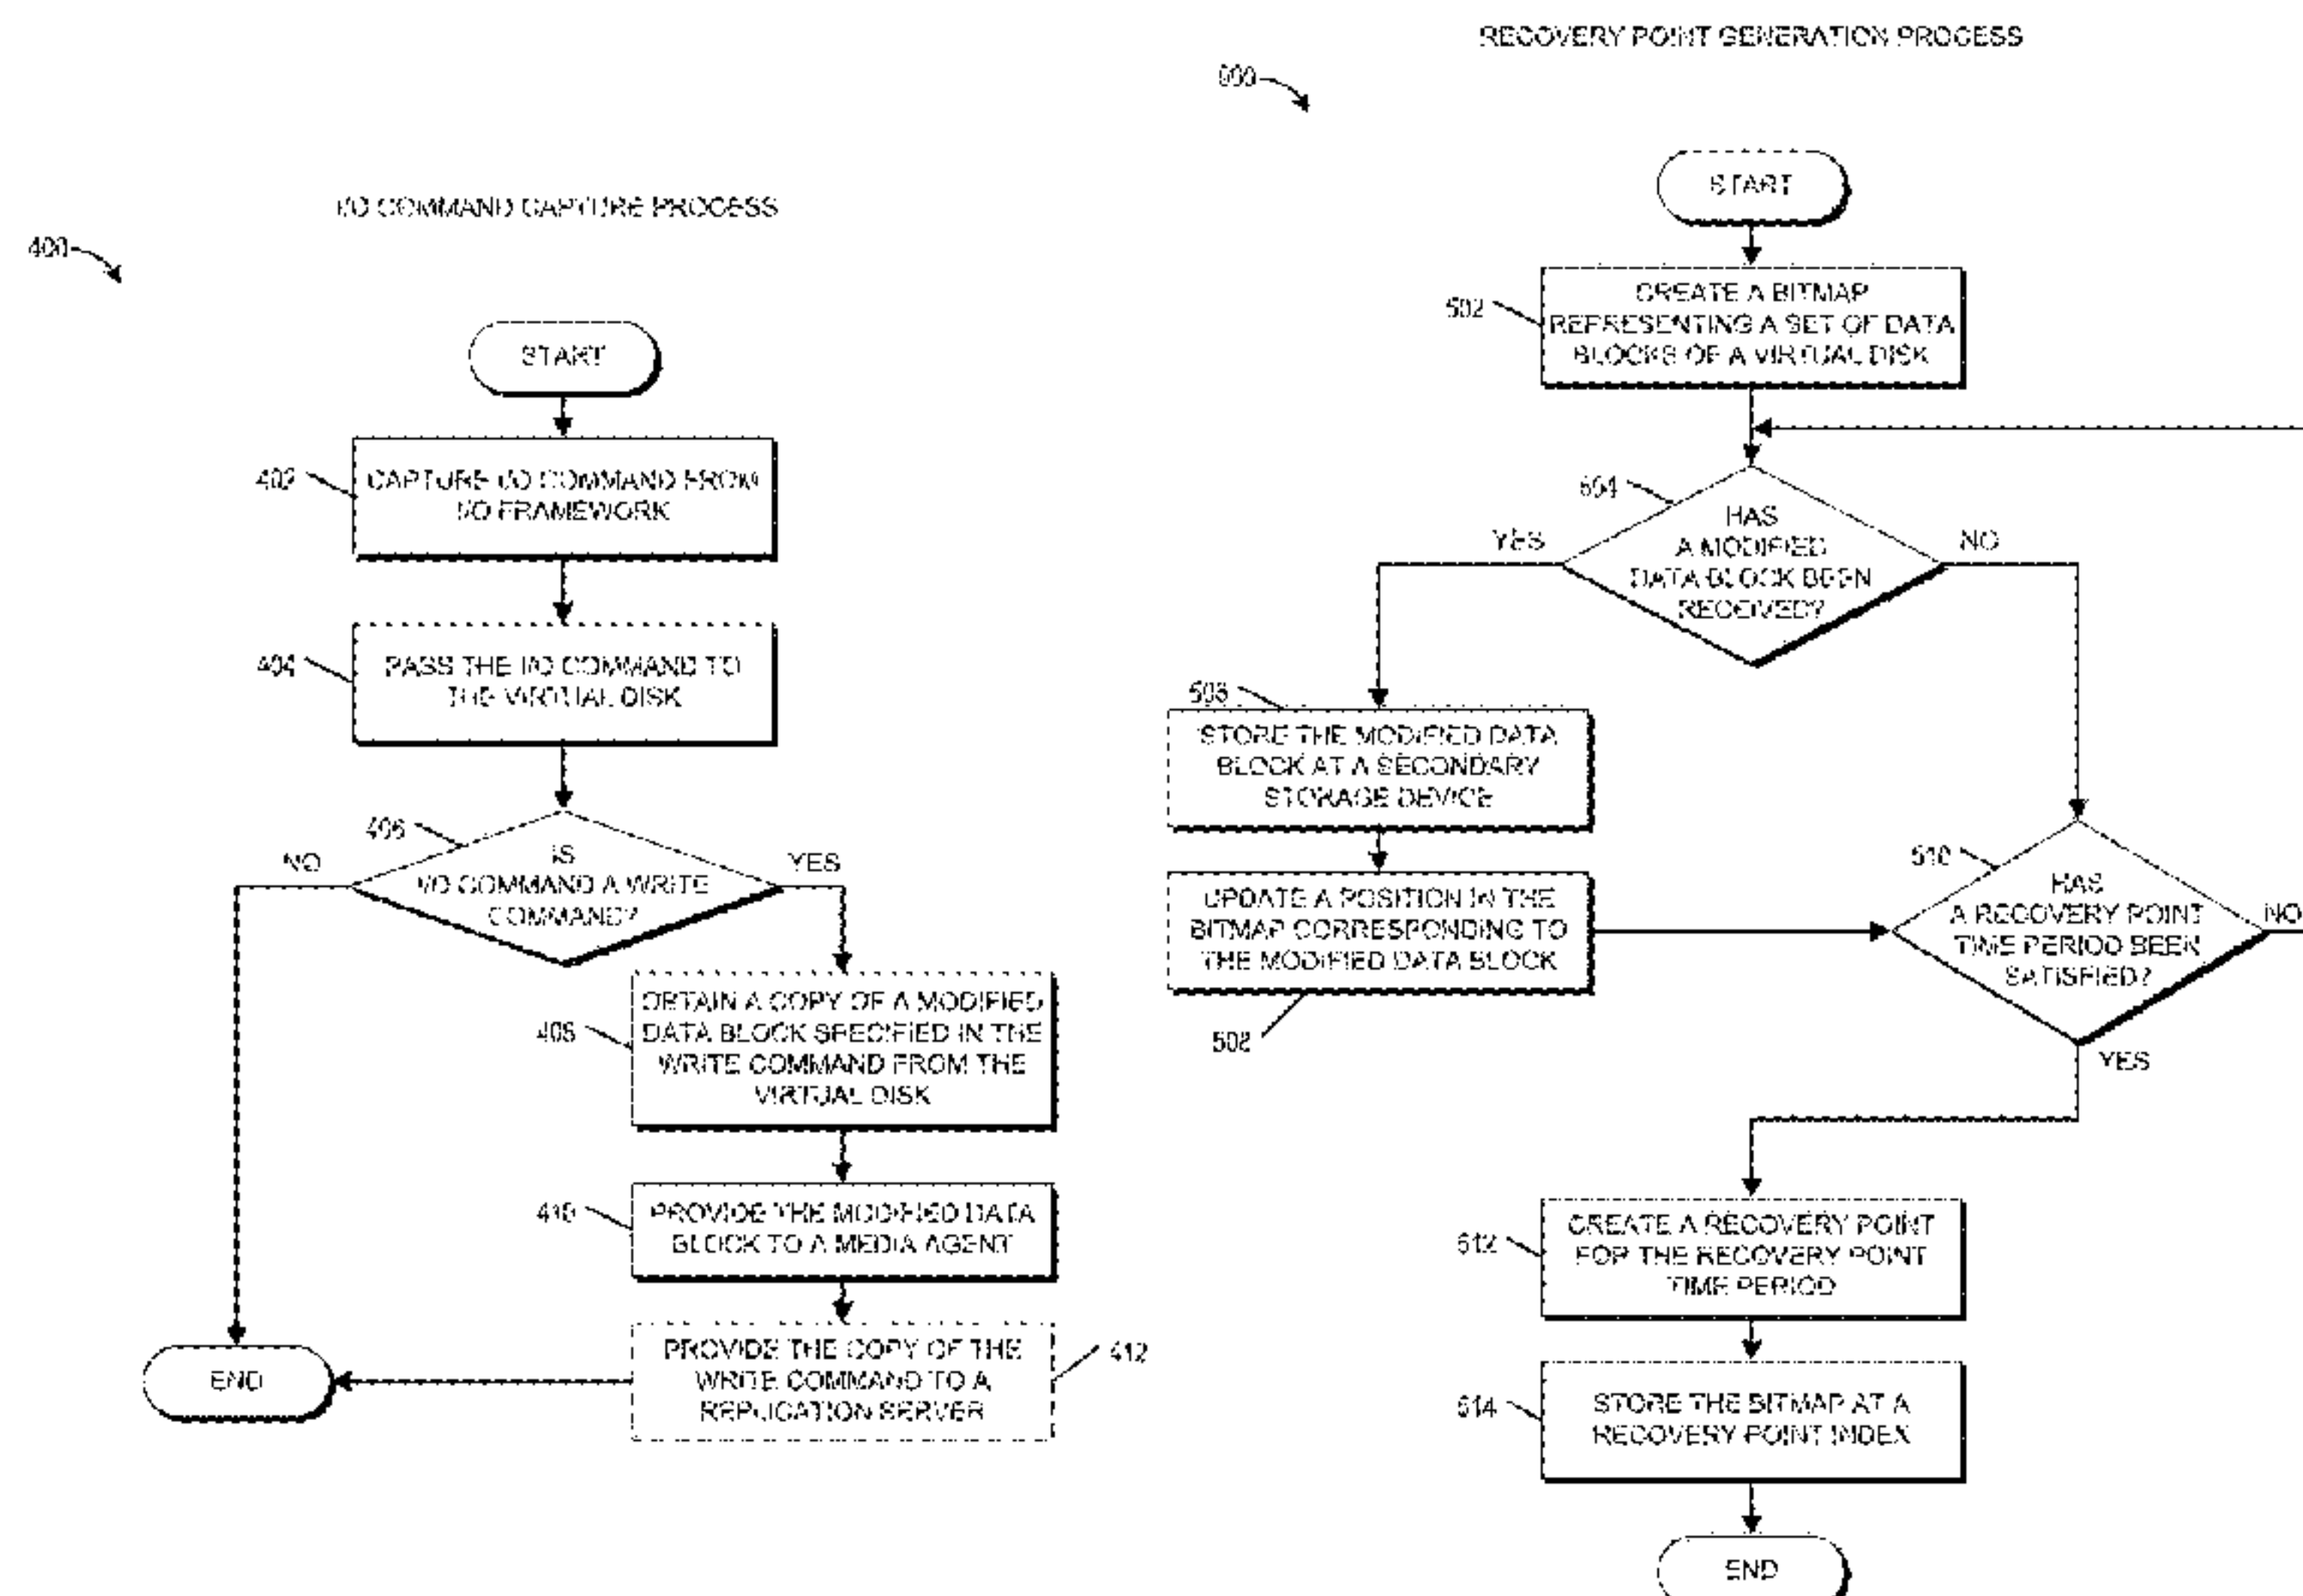 I/O COMMAND CAPTURE PROCESS
400
START
402
CAPTURE I/O COMMAND FROM
I/O FRAMEWORK
404
PASS THE I/O COMMAND TO
THE VIRTUAL DISK
406
IS
I/O COMMAND A WRITE
COMMAND?
NO
YES
408
OBTAIN A COPY OF A MODIFIED
DATA BLOCK SPECIFIED IN THE
WRITE COMMAND FROM THE
VIRTUAL DISK
410
PROVIDE THE MODIFIED DATA
BLOCK TO A MEDIA AGENT
412
PROVIDE THE COPY OF THE
WRITE COMMAND TO A
REPLICATION SERVER
END
RECOVERY POINT GENERATION PROCESS
500
START
502
CREATE A BITMAP
REPRESENTING A SET OF DATA
BLOCKS OF A VIRTUAL DISK
504
HAS
A MODIFIED
DATA BLOCK BEEN
RECEIVED?
YES
NO
STORE THE MODIFIED DATA
BLOCK AT A SECONDARY
STORAGE DEVICE
UPDATE A POSITION IN THE
BITMAP CORRESPONDING TO
THE MODIFIED DATA BLOCK
510
HAS
A RECOVERY POINT
TIME PERIOD BEEN
SATISFIED?
NO
YES
512
CREATE A RECOVERY POINT
FOR THE RECOVERY POINT
TIME PERIOD
514
STORE THE BITMAP AT A
RECOVERY POINT INDEX
END